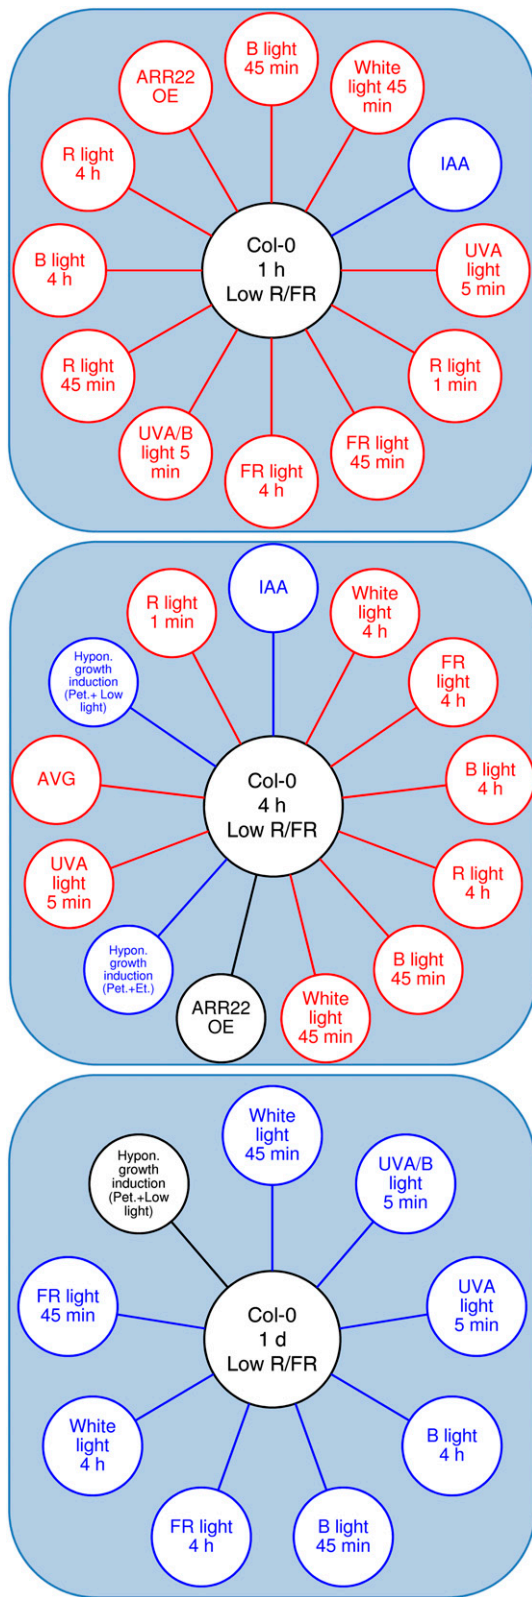 B light
45 min
White
light 45
min
ARR22
OE
IAA
R light
4 h
Col-0
1 h
Low R/FR
UVA
light
5 min
B light
4 h
R light
45 min
R light
1 min
UVA/B
light 5
min
FR light
45 min
FR light
4 h
IAA
White
light
4 h
R light
1 min
Hypon.
growth
induction
(Pet.+ Low
light)
FR
light
4 h
AVG
Col-0
4 h
Low R/FR
B light
4 h
UVA
light
5 min
R light
4 h
Hypon.
growth
induction
(Pet.+Et.)
B light
45 min
ARR22
OE
White
light
45 min
White
light
45 min
Hypon.
growth
induction
(Pet.+Low
light)
UVA/B
light
5 min
FR light
45 min
UVA
light
5 min
Col-0
1 d
Low R/FR
White
light
4 h
B light
4 h
FR light
4 h
B light
45 min